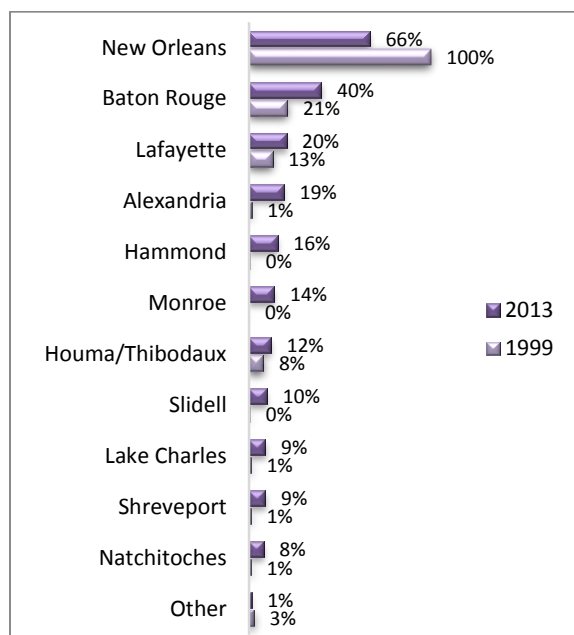 New Orleans
66%
100%
Baton Rouge
40%
21%
Lafayette
20%
13%
Alexandria
19%
1%
Hammond
16%
0%
Monroe
14%
0%
Houma/Thibodaux
12%
8%
Slidell
10%
0%
Lake Charles
9%
1%
Shreveport
9%
1%
Natchitoches
8%
1%
Other
1%
3%
2013
1999